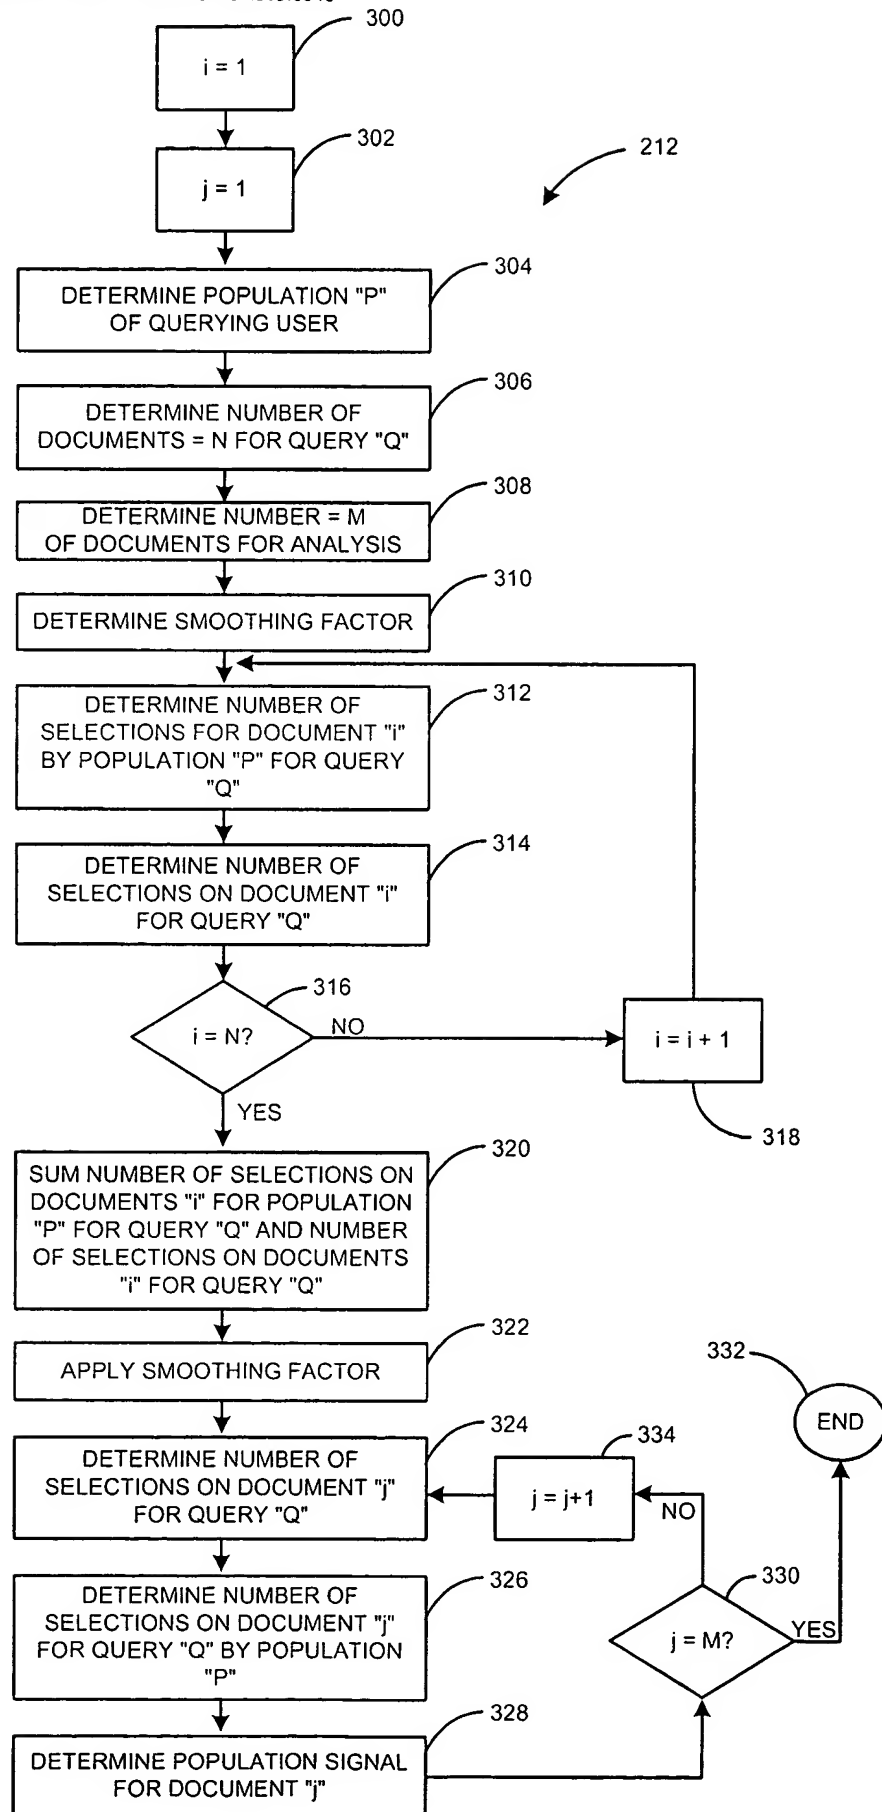 300
i = 1
302
j = 1
212
304
DETERMINE POPULATION "P"
OF QUERYING USER
306
DETERMINE NUMBER OF
DOCUMENTS = N FOR QUERY "Q"
308
DETERMINE NUMBER = M
OF DOCUMENTS FOR ANALYSIS
310
DETERMINE SMOOTHING FACTOR
312
DETERMINE NUMBER OF
SELECTIONS FOR DOCUMENT "i"
BY POPULATION "P" FOR QUERY
"Q"
314
DETERMINE NUMBER OF
SELECTIONS ON DOCUMENT "i"
FOR QUERY "Q"
316
i = N?
NO
i = i + 1
318
YES
320
SUM NUMBER OF SELECTIONS ON
DOCUMENTS "i" FOR POPULATION
"P" FOR QUERY "Q" AND NUMBER
OF SELECTIONS ON DOCUMENTS
"i" FOR QUERY "Q"
322
APPLY SMOOTHING FACTOR
332
END
324
DETERMINE NUMBER OF
SELECTIONS ON DOCUMENT "j"
FOR QUERY "Q"
334
j = j+1
NO
326
DETERMINE NUMBER OF
SELECTIONS ON DOCUMENT "j"
FOR QUERY "Q" BY POPULATION
"P"
330
j = M?
YES
328
DETERMINE POPULATION SIGNAL
FOR DOCUMENT "j"